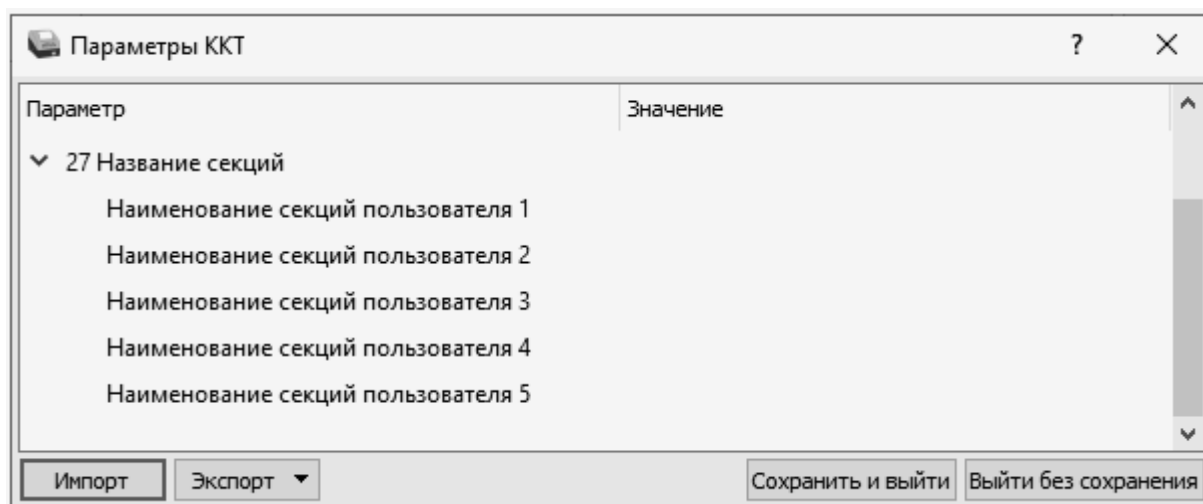 Параметры ККТ ?
Параметр Значение
27 Название секций
Наименование секций пользователя 1
Наименование секций пользователя 2
Наименование секций пользователя 3
Наименование секций пользователя 4
Наименование секций пользователя 5
Импорт Экспорт Сохранить и выйти Выйти без сохранения